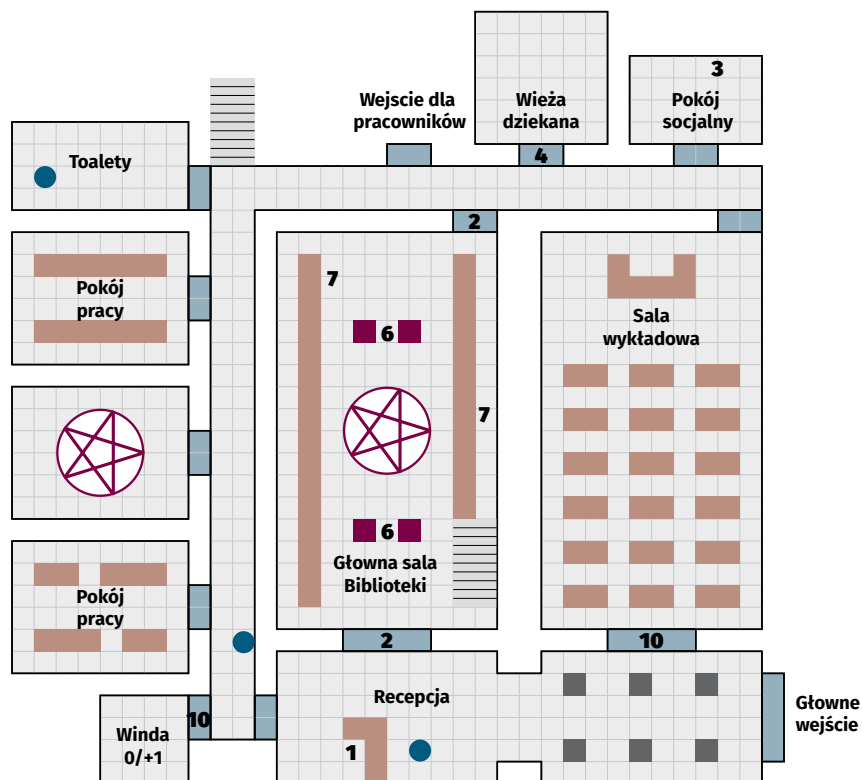 3
Wejscie dla
pracowników
Wieża
dziekana
Pokój
socjalny
Toalety
4
2
7
Pokój
pracy
6
Sala
wykładowa
7
6
Głowna sala
Biblioteki
Pokój
pracy
2
10
Recepcja
10
Winda
0/+1
1
Głowne
wejście